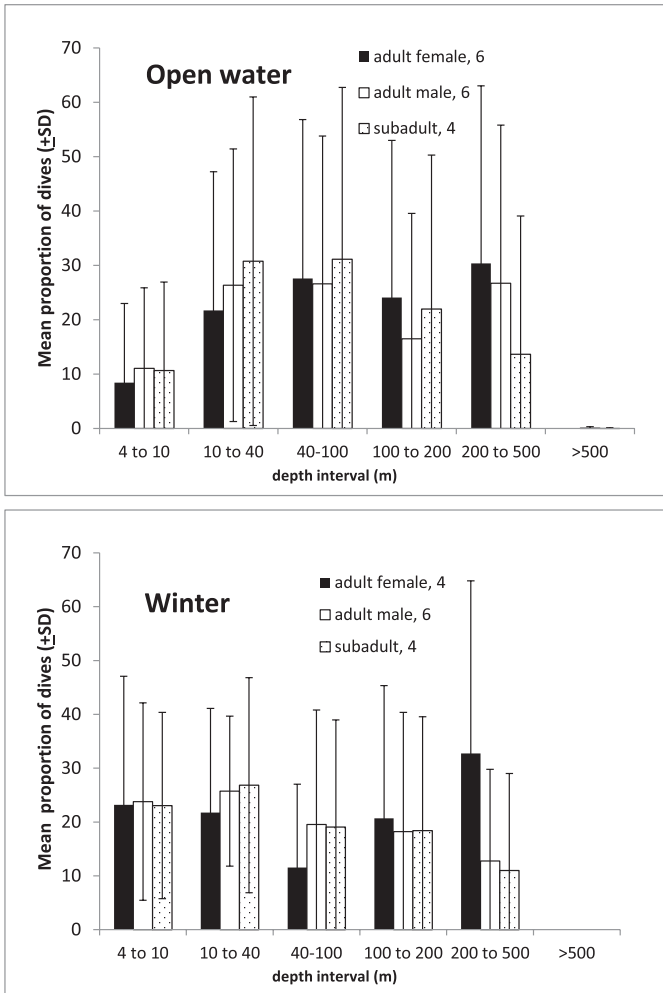 Open water
adult female, 6
adult male, 6
subadult, 4
Mean proportion of dives (±SD)
70
60
50
40
30
20
10
0
4 to 10 10 to 40 40-100 100 to 200 200 to 500 >500
depth interval (m)
Winter
adult female, 4
adult male, 6
subadult, 4
Mean proportion of dives (±SD)
70
60
50
40
30
20
10
0
4 to 10 10 to 40 40-100 100 to 200 200 to 500 >500
depth interval (m)